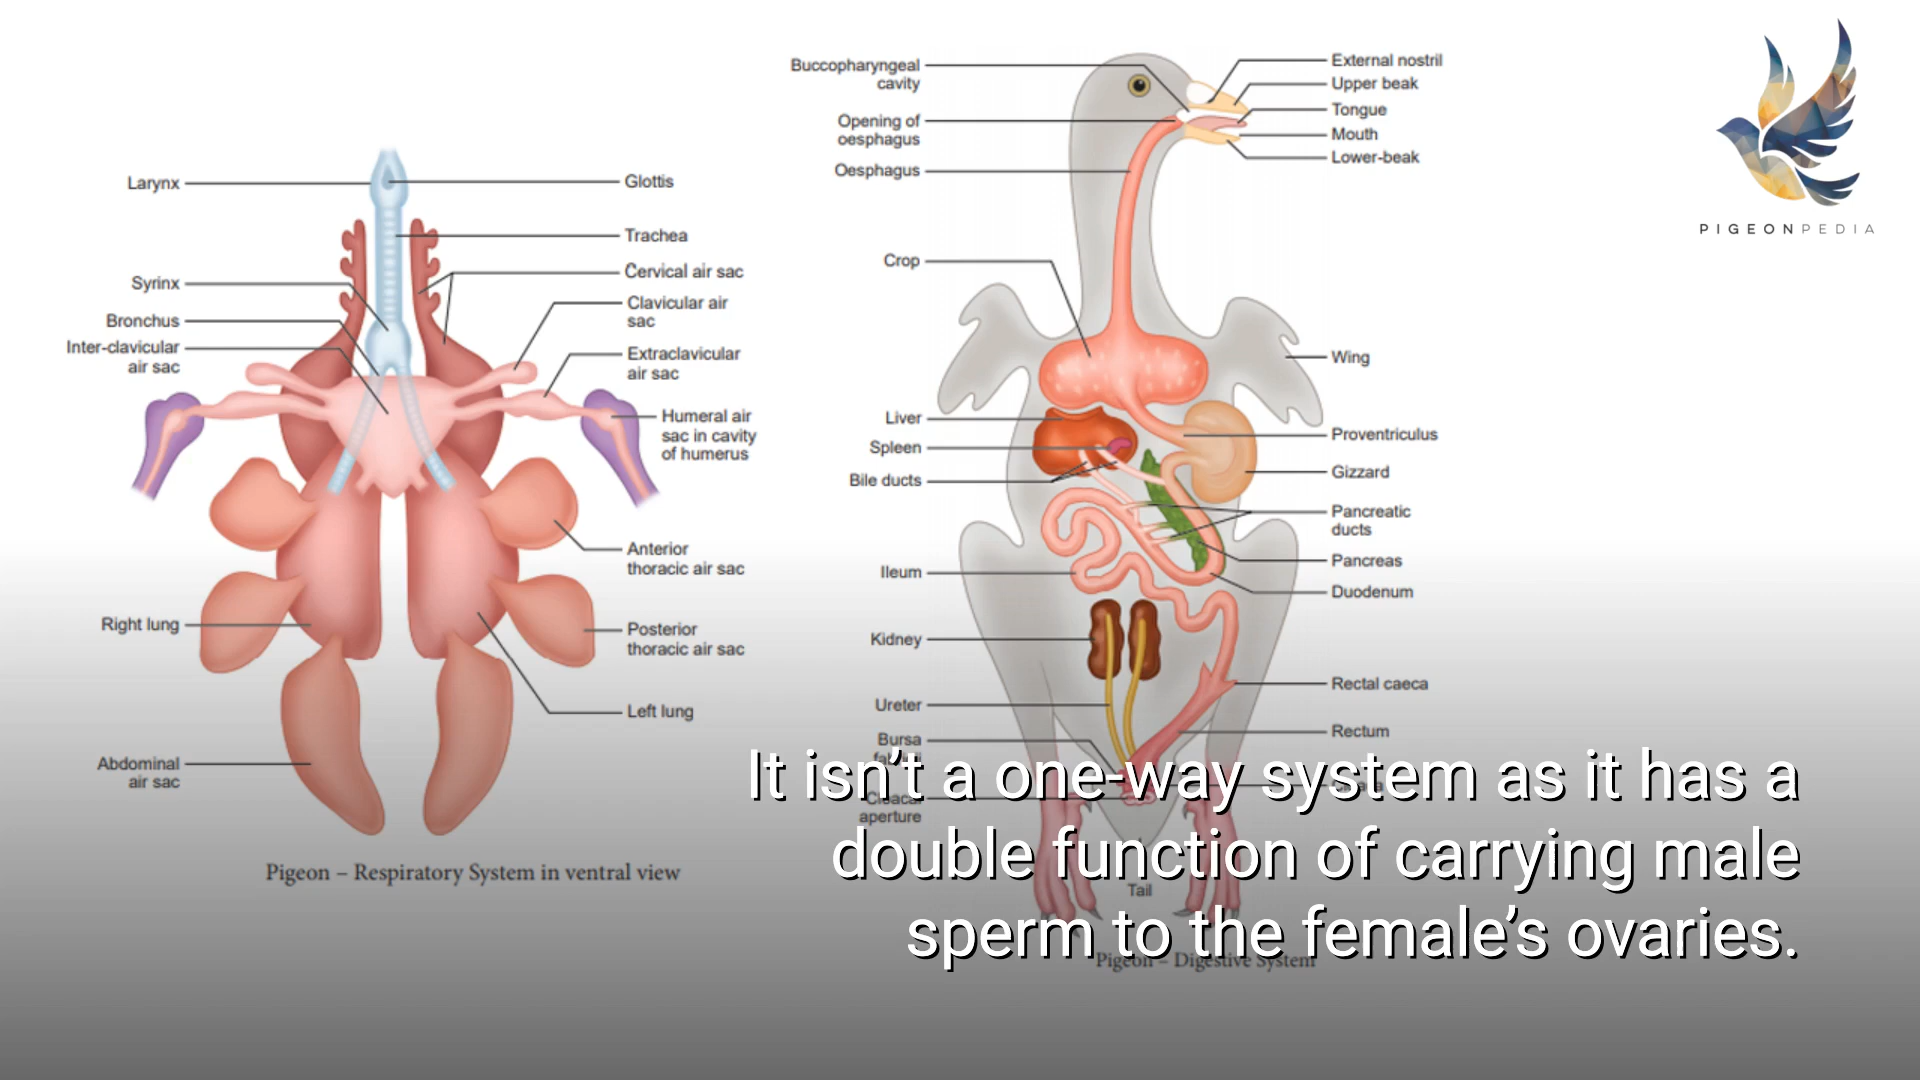 Larynx
Syrinx
Bronchus
Inter-clavicular
air sac
Right lung
Abdominal
air sac
Glottis
Trachea
Cervical air sac
Clavicular air
sac
Extraclavicular
air sac
Humeral air
sac in cavity
of humerus
Anterior
thoracic air sac
Posterior
thoracic air sac
Left lung
Pigeon – Respiratory System in ventral view
Buccopharyngeal
cavity
Opening of
oesphagus
Oesphagus
Crop
Liver
Spleen
Bile ducts
Ileum
Kidney
Ureter
Bursa
Cloacal
aperture
External nostril
Upper beak
Tongue
Mouth
Lower-beak
Wing
Proventriculus
Gizzard
Pancreatic
ducts
Pancreas
Duodenum
Rectal caeca
Rectum
Tail
Pigeon – Digestive System
PIGEONPEDIA
It isn’t a one-way system as it has a
double function of carrying male
sperm to the female’s ovaries.